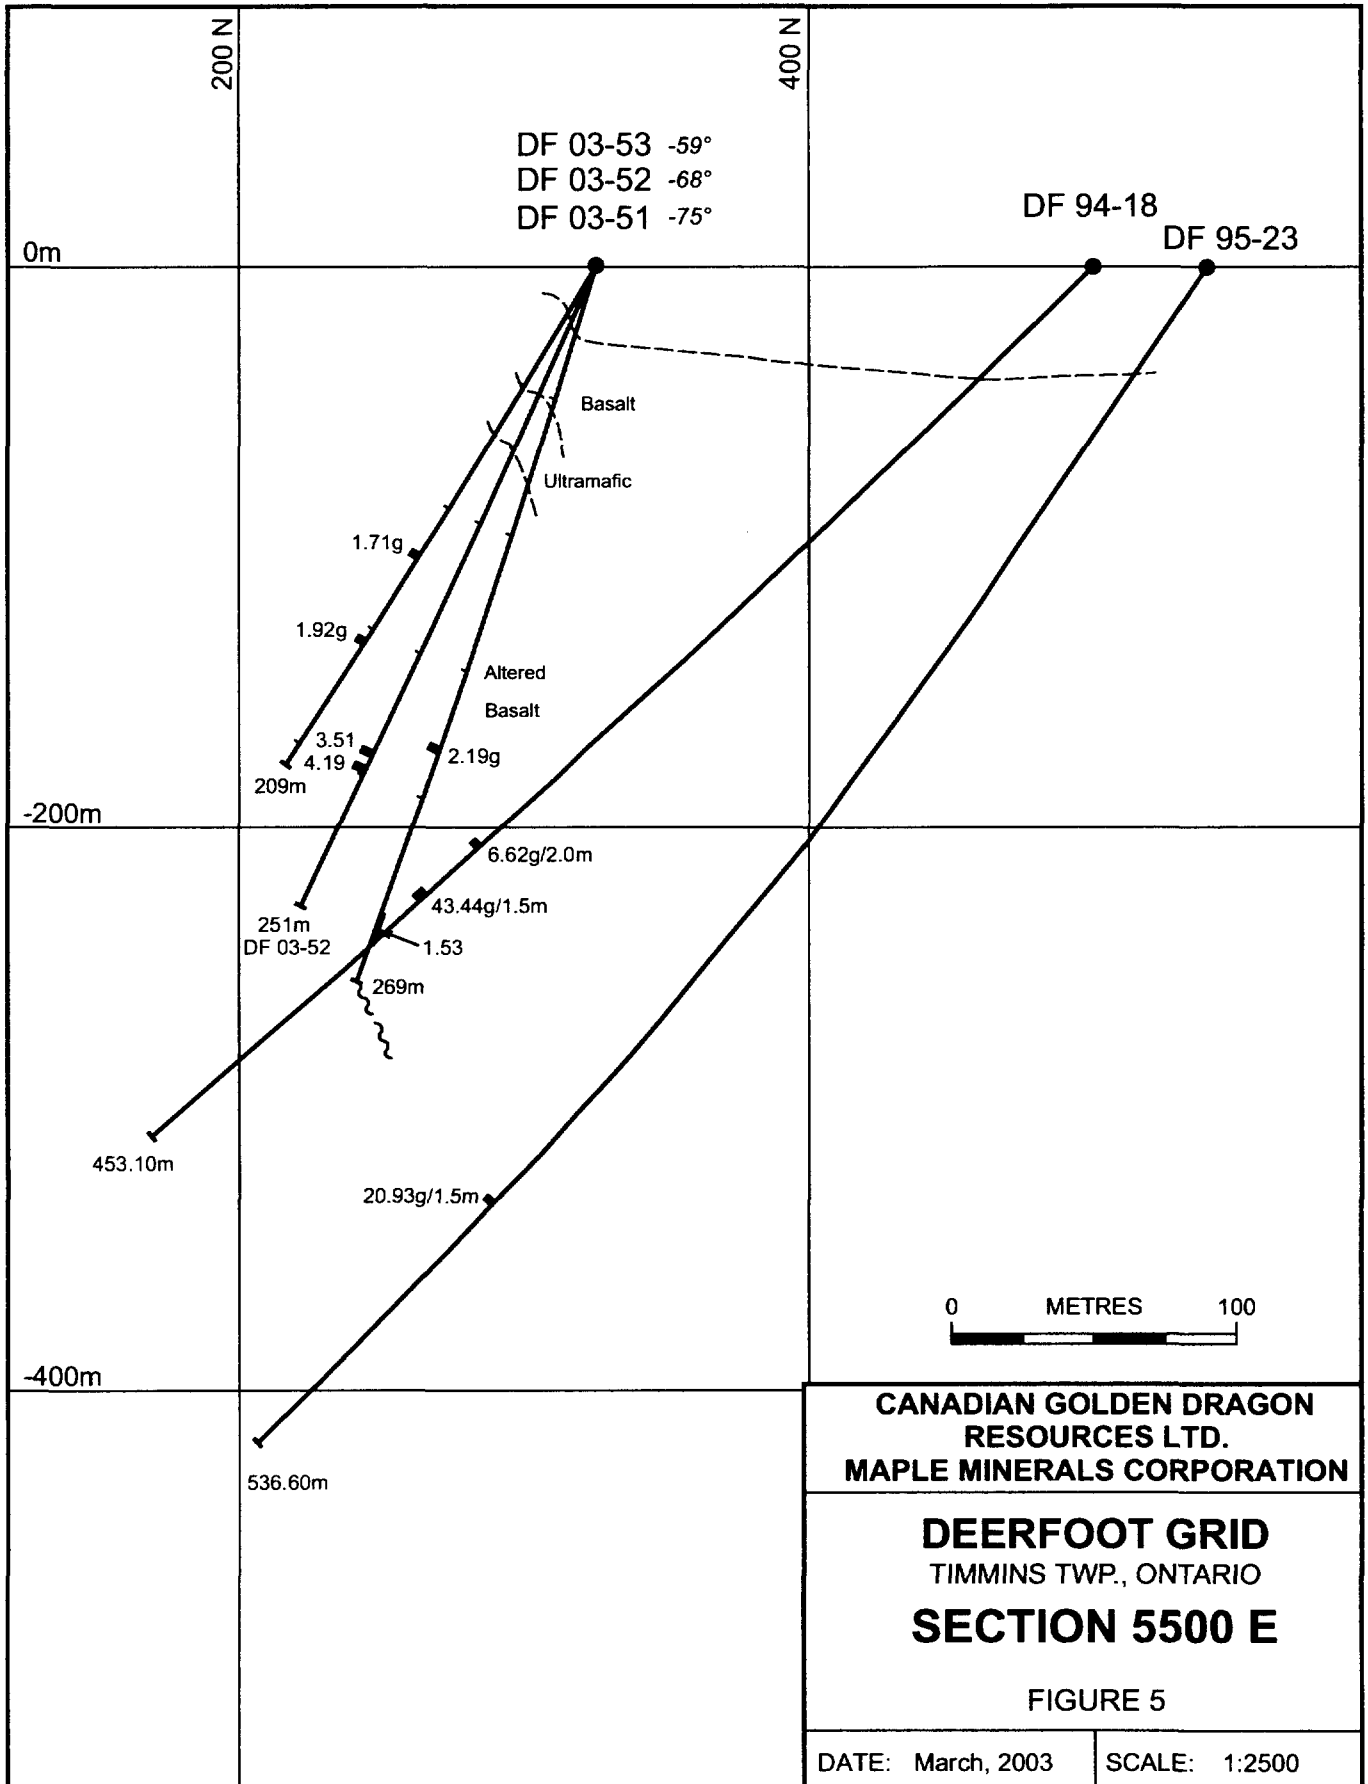 200 N
400 N
DF 03-53 -59°
DF 03-52 -68°
DF 03-51 -75°
DF 94-18
DF 95-23
0m
Basalt
Ultramafic
1.71g
1.92g
Altered
Basalt
3.51
4.19
2.19g
209m
-200m
6.62g/2.0m
43.44g/1.5m
251m
DF 03-52
1.53
269m
453.10m
20.93g/1.5m
0 METRES 100
-400m
536.60m
CANADIAN GOLDEN DRAGON
RESOURCES LTD.
MAPLE MINERALS CORPORATION
DEERFOOT GRID
TIMMINS TWP., ONTARIO
SECTION 5500 E
FIGURE 5
DATE: March, 2003
SCALE: 1:2500